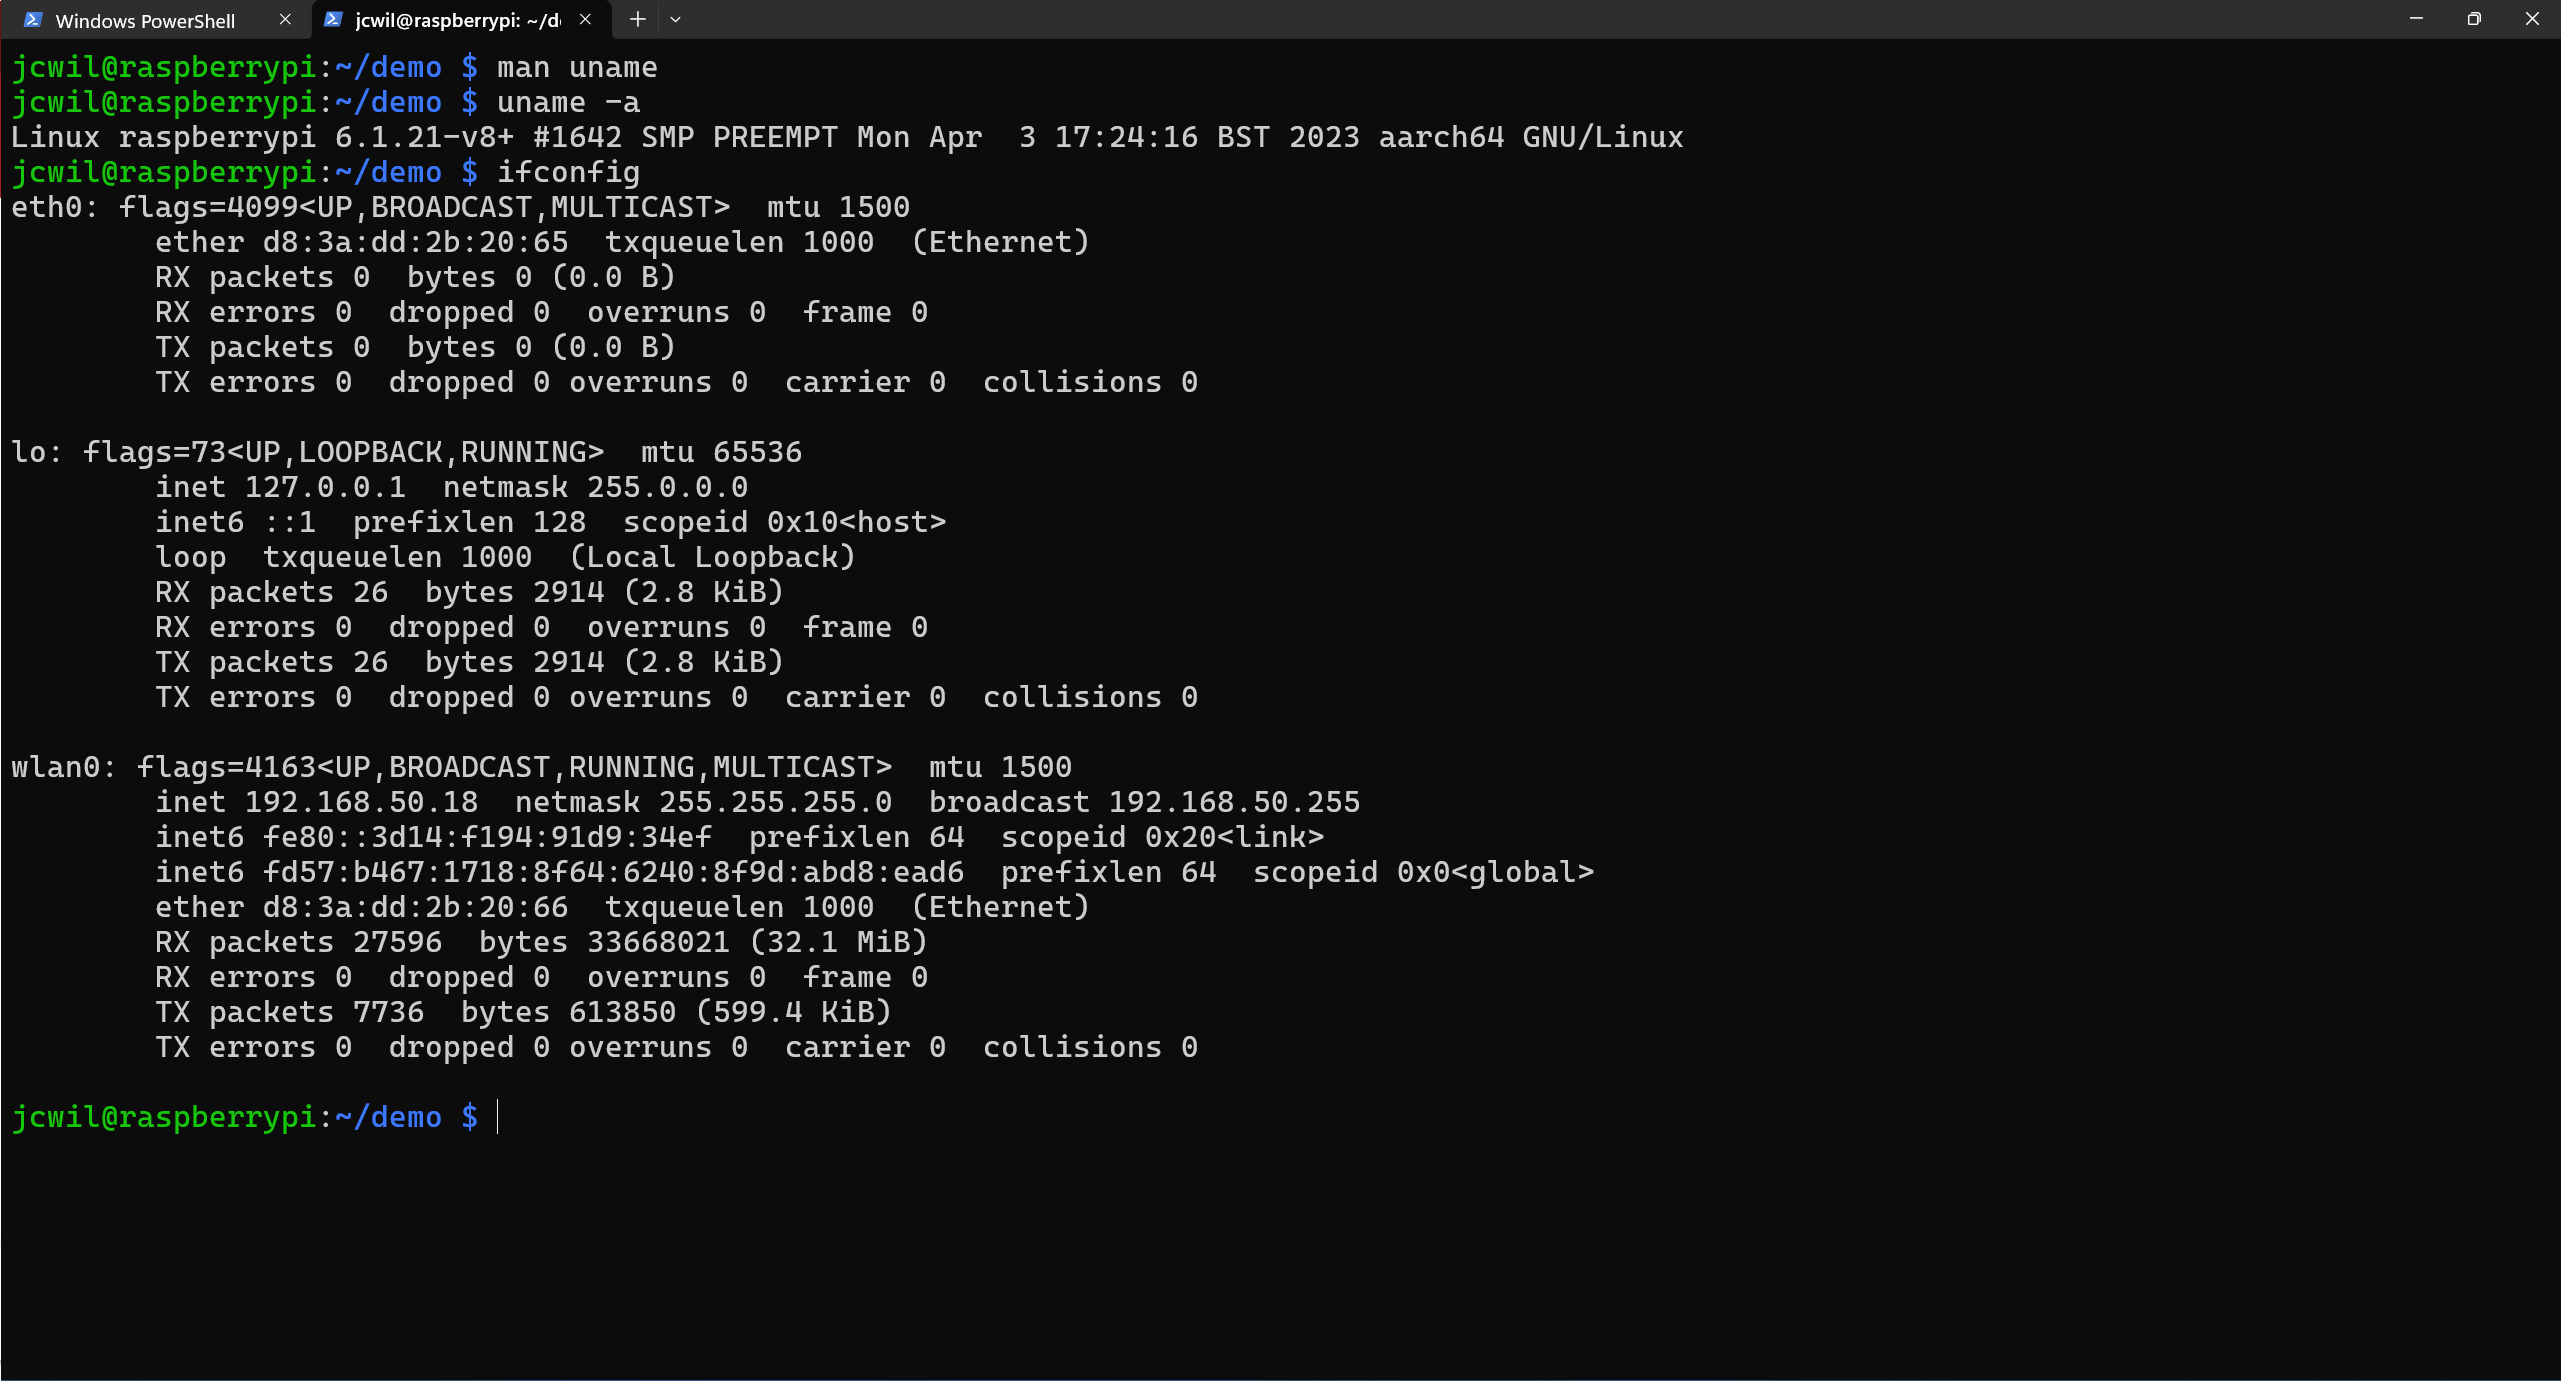 Windows PowerShell
jcwil@raspberrypi: ~/d
jcwil@raspberrypi:~/demo $ man uname
jcwil@raspberrypi:~/demo $ uname -a
Linux raspberrypi 6.1.21-v8+ #1642 SMP PREEMPT Mon Apr  3 17:24:16 BST 2023 aarch64 GNU/Linux
jcwil@raspberrypi:~/demo $ ifconfig
eth0: flags=4099<UP,BROADCAST,MULTICAST>  mtu 1500
        ether d8:3a:dd:2b:20:65  txqueuelen 1000  (Ethernet)
        RX packets 0  bytes 0 (0.0 B)
        RX errors 0  dropped 0  overruns 0  frame 0
        TX packets 0  bytes 0 (0.0 B)
        TX errors 0  dropped 0 overruns 0  carrier 0  collisions 0

lo: flags=73<UP,LOOPBACK,RUNNING>  mtu 65536
        inet 127.0.0.1  netmask 255.0.0.0
        inet6 ::1  prefixlen 128  scopeid 0x10<host>
        loop  txqueuelen 1000  (Local Loopback)
        RX packets 26  bytes 2914 (2.8 KiB)
        RX errors 0  dropped 0  overruns 0  frame 0
        TX packets 26  bytes 2914 (2.8 KiB)
        TX errors 0  dropped 0 overruns 0  carrier 0  collisions 0

wlan0: flags=4163<UP,BROADCAST,RUNNING,MULTICAST>  mtu 1500
        inet 192.168.50.18  netmask 255.255.255.0  broadcast 192.168.50.255
        inet6 fe80::3d14:f194:91d9:34ef  prefixlen 64  scopeid 0x20<link>
        inet6 fd57:b467:1718:8f64:6240:8f9d:abd8:ead6  prefixlen 64  scopeid 0x0<global>
        ether d8:3a:dd:2b:20:66  txqueuelen 1000  (Ethernet)
        RX packets 27596  bytes 33668021 (32.1 MiB)
        RX errors 0  dropped 0  overruns 0  frame 0
        TX packets 7736  bytes 613850 (599.4 KiB)
        TX errors 0  dropped 0 overruns 0  carrier 0  collisions 0

jcwil@raspberrypi:~/demo $